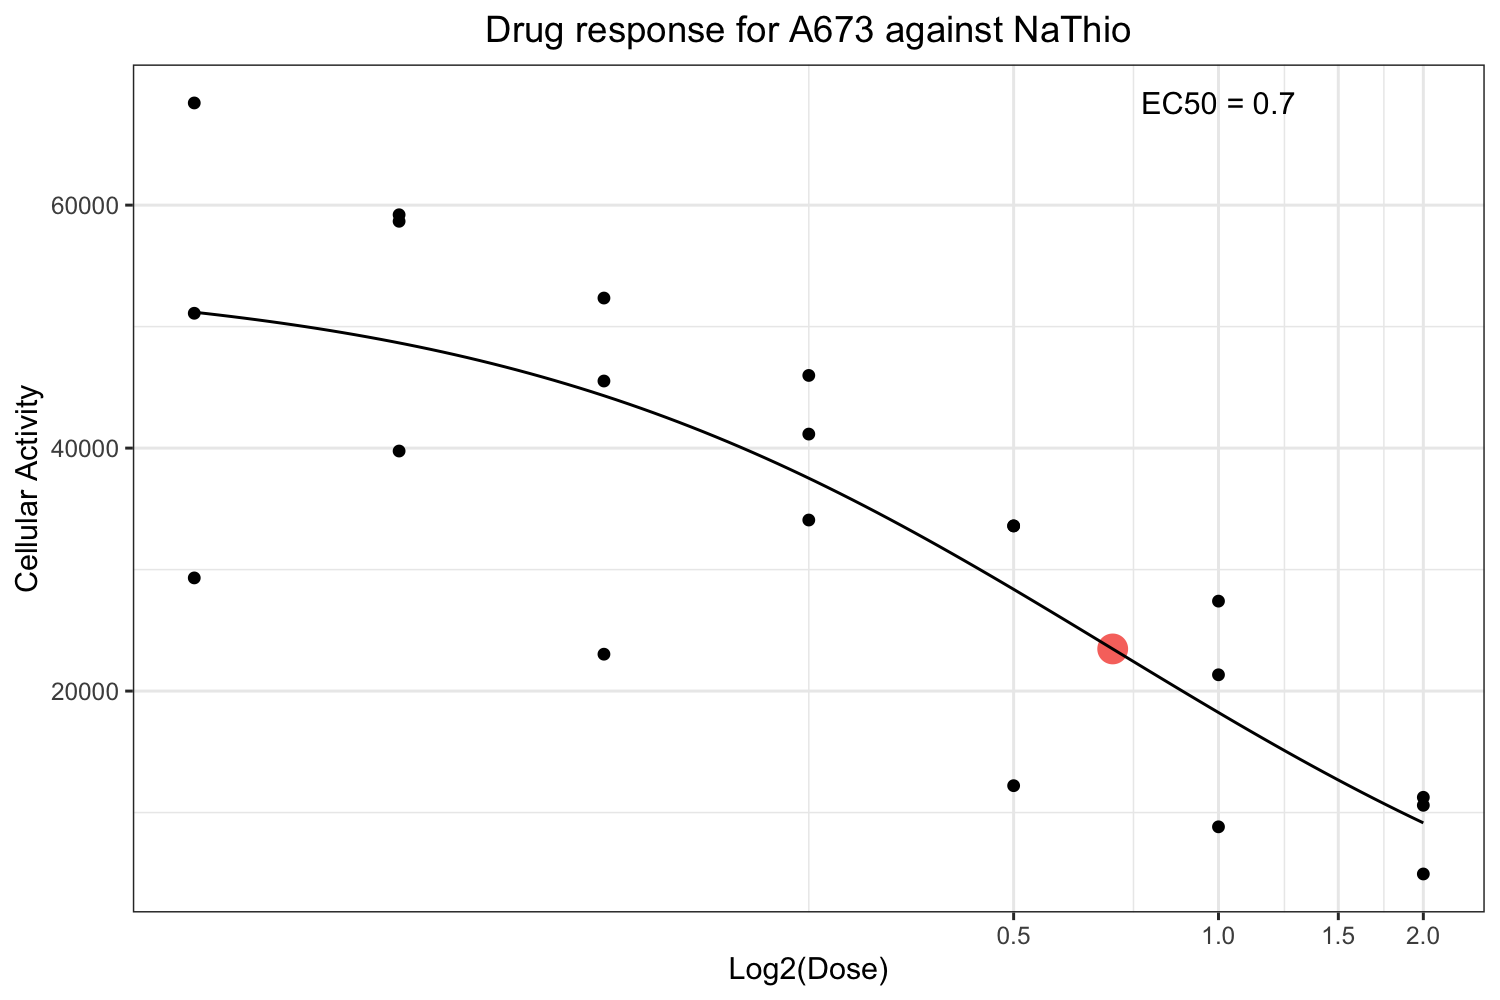 Drug response for A673 against NaThio
EC50 = 0.7
60000
40000
20000
Cellular Activity
0.5
1.0
1.5
2.0
Log2(Dose)